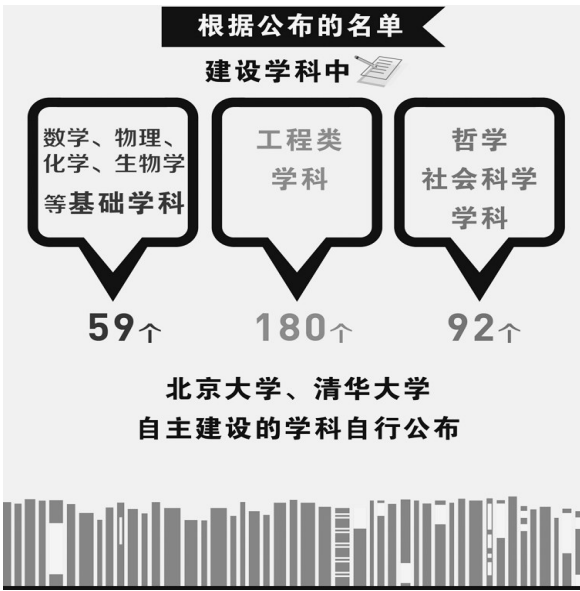 根据公布的名单
建设学科中
数学、物理、
化学、生物学
等基础学科
59个
工程类
学科
180个
哲学
社会科学
学科
92个
北京大学、清华大学
自主建设的学科自行公布